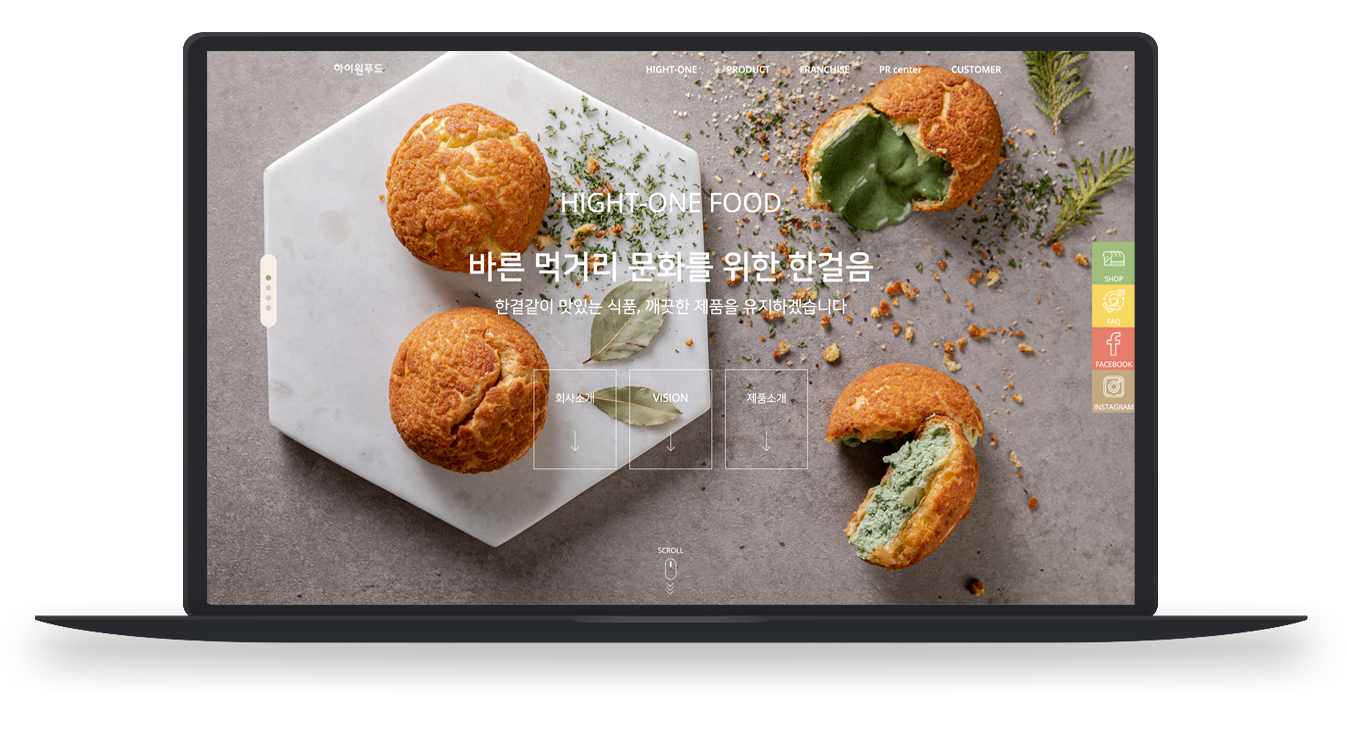 하이원푸드
HIGHT-ONE PRODUCT FRANCHISE PR center CUSTOMER
HIGHT-ONE FOOD
바른 먹거리 문화를 위한 한걸음
한결같이 맛있는 식품, 깨끗한 제품을 유지하겠습니다
회사소개 VISION 제품소개
SCROLL
SHOP
FAQ
FACEBOOK
INSTAGRAM